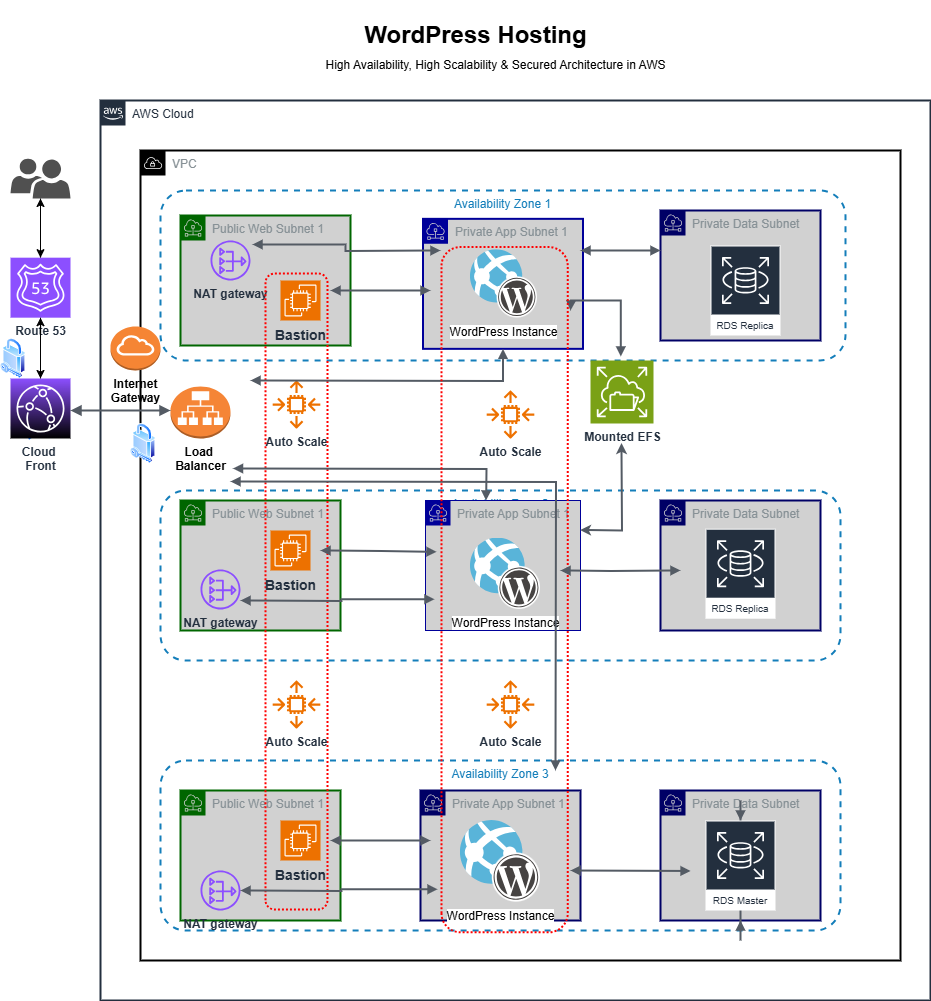 WordPress Hosting
High Availability, High Scalability & Secured Architecture in AWS
aws
AWS Cloud
VPC
Availability Zone 1
Public Web Subnet 1
Private App Subnet 1
Private Data Subnet
NAT gateway
Bastion
WordPress Instance
RDS Replica
53
Route 53
Internet
Gateway
Cloud
Front
Load
Balancer
Auto Scale
Auto Scale
Mounted EFS
Public Web Subnet 1
Private App Subnet 1
Private Data Subnet
Bastion
NAT gateway
WordPress Instance
RDS Replica
Auto Scale
Auto Scale
Availability Zone 3
Public Web Subnet 1
Private App Subnet 1
Private Data Subnet
Bastion
NAT gateway
WordPress Instance
RDS Master